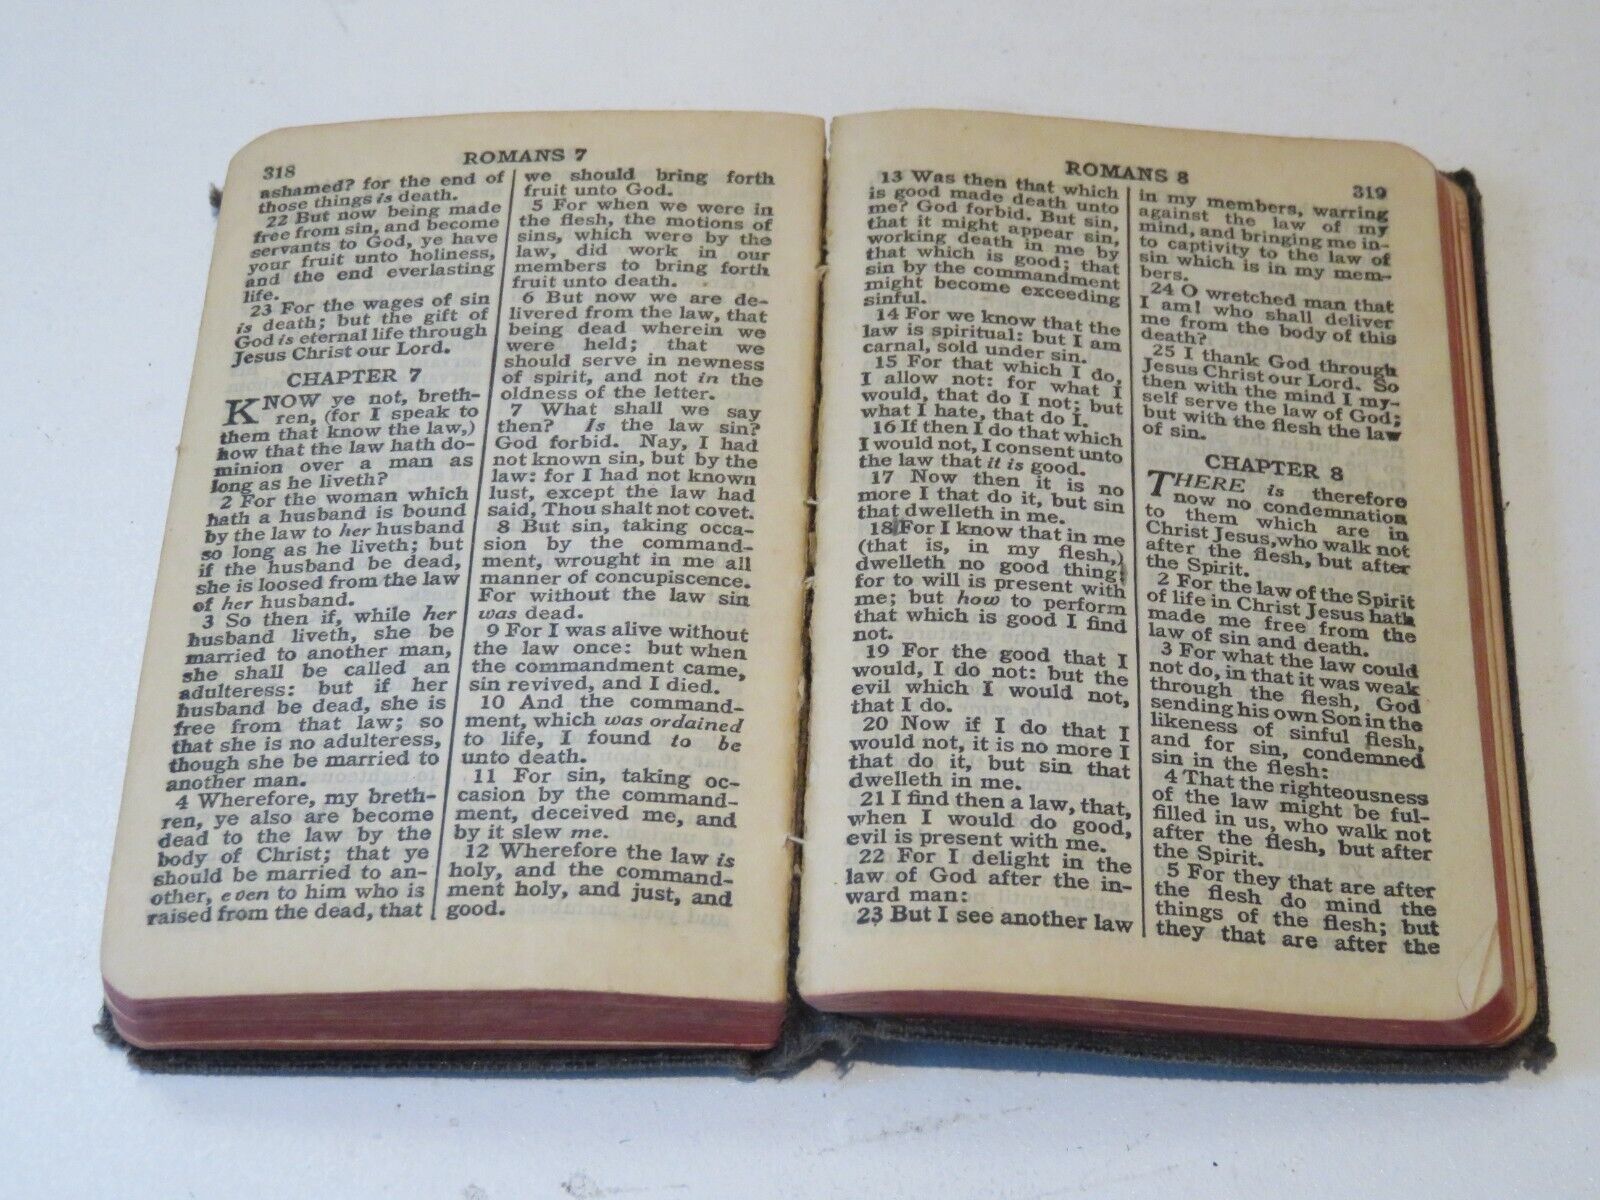 318
ROMANS 7
ashamed? for the end of
those things is death.
22 But now being made
free from sin, and become
servants to God, ye have
your fruit unto holiness,
and the end everlasting
life.
23 For the wages of sin
is death; but the gift of
God is eternal life through
Jesus Christ our Lord.
CHAPTER 7
KNOW ye not, breth-
ren, (for I speak to
them that know the law,)
how that the law hath do-
minion over a man as
long as he liveth?
2 For the woman which
hath a husband is bound
by the law to her husband
so long as he liveth; but
if the husband be dead,
she is loosed from the law
of her husband.
3 So then if, while her
husband liveth, she be
married to another man,
she shall be called an
adulteress: but if her
husband be dead, she is
free from that law; so
that she is no adulteress,
though she be married to
another man.
4 Wherefore, my breth-
ren, ye also are become
dead to the law by the
body of Christ; that ye
should be married to an-
other, even to him who is
raised from the dead, that
we should bring forth
fruit unto God.
5 For when we were in
the flesh, the motions of
sins, which were by the
law, did work in our
members to bring forth
fruit unto death.
6 But now we are de-
livered from the law, that
being dead wherein we
were held; that we
should serve in newness
of spirit, and not in the
oldness of the letter.
7 What shall we say
then? Is the law sin?
God forbid. Nay, I had
not known sin, but by the
law: for I had not known
lust, except the law had
said, Thou shalt not covet.
8 But sin, taking occa-
sion by the command-
ment, wrought in me all
manner of concupiscence.
For without the law sin
was dead.
9 For I was alive without
the law once: but when
the commandment came,
sin revived, and I died.
10 And the command-
ment, which was ordained
to life, I found to be
unto death.
11 For sin, taking oc-
casion by the command-
ment, deceived me, and
by it slew me.
12 Wherefore the law is
holy, and the command-
ment holy, and just, and
good.
ROMANS 8
319
13 Was then that which
is good made death unto
me? God forbid. But sin,
that it might appear sin,
working death in me by
that which is good; that
sin by the commandment
might become exceeding
sinful.
14 For we know that the
law is spiritual: but I am
carnal, sold under sin.
15 For that which I do,
I allow not: for what I
would, that do I not; but
what I hate, that do I.
16 If then I do that which
I would not, I consent unto
the law that it is good.
17 Now then it is no
more I that do it, but sin
that dwelleth in me.
18 For I know that in me
(that is, in my flesh,)
dwelleth no good thing;
for to will is present with
me; but how to perform
that which is good I find
not.
19 For the good that I
would, I do not: but the
evil which I would not,
that I do.
20 Now if I do that I
would not, it is no more I
that do it, but sin that
dwelleth in me.
21 I find then a law, that,
when I would do good,
evil is present with me.
22 For I delight in the
law of God after the in-
ward man:
23 But I see another law
in my members, warring
against the law of my
mind, and bringing me in-
to captivity to the law of
sin which is in my mem-
bers.
24 O wretched man that
I am! who shall deliver
me from the body of this
death?
25 I thank God through
Jesus Christ our Lord. So
then with the mind I my-
self serve the law of God;
but with the flesh the law
of sin.
CHAPTER 8
THERE is therefore
now no condemnation
to them which are in
Christ Jesus, who walk not
after the flesh, but after
the Spirit.
2 For the law of the Spirit
of life in Christ Jesus hath
made me free from the
law of sin and death.
3 For what the law could
not do, in that it was weak
through the flesh, God
sending his own Son in the
likeness of sinful flesh,
and for sin, condemned
sin in the flesh:
4 That the righteousness
of the law might be ful-
filled in us, who walk not
after the flesh, but after
the Spirit.
5 For they that are after
the flesh do mind the
things of the flesh; but
they that are after the